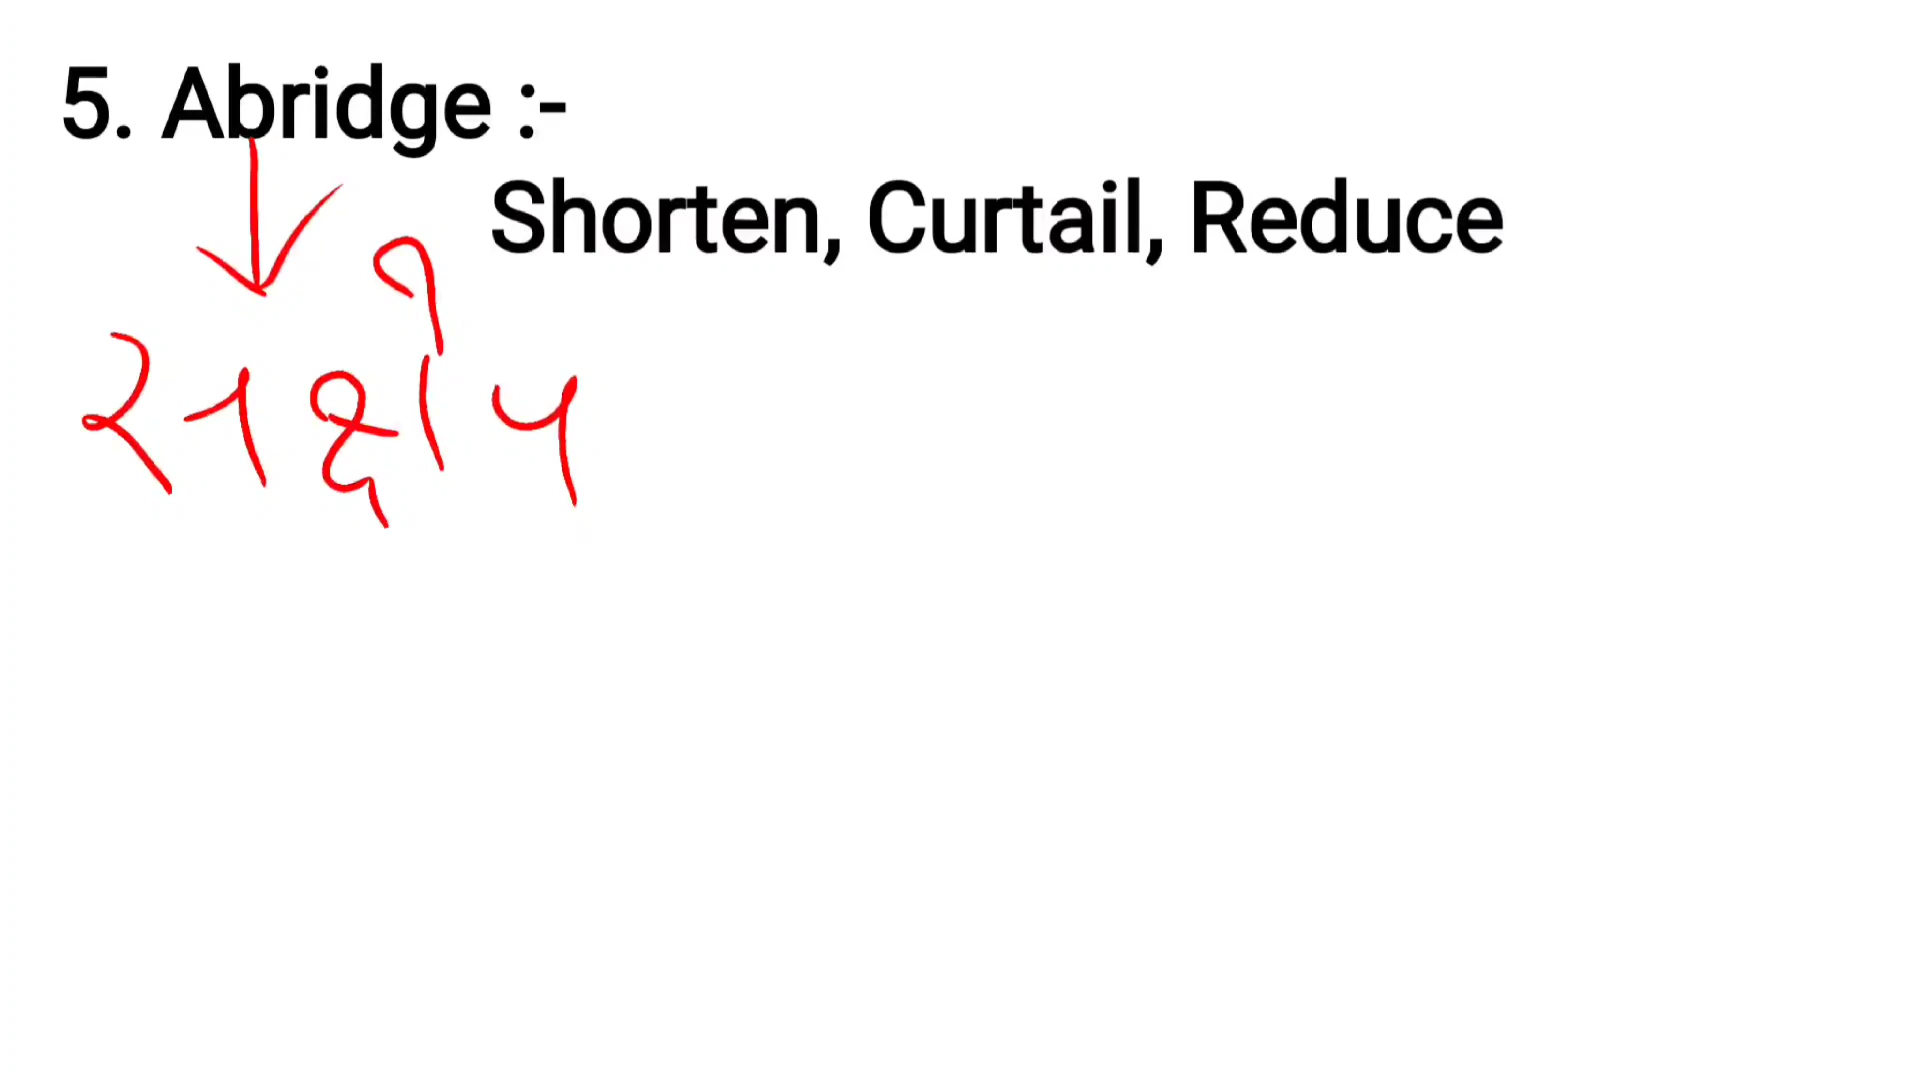 5. Abridge :-
Shorten, Curtail, Reduce